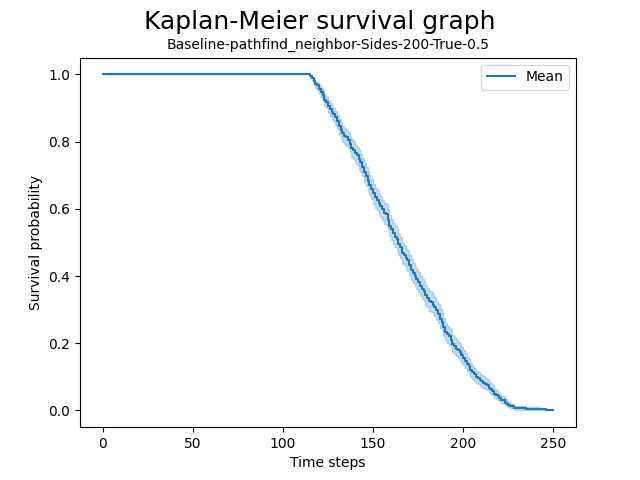 Kaplan-Meier survival graph
Baseline-pathfind_neighbor-Sides-200-True-0.5
Mean
Survival probability
1.0
0.8
0.6
0.4
0.2
0.0
0 50 100 150 200 250
Time steps